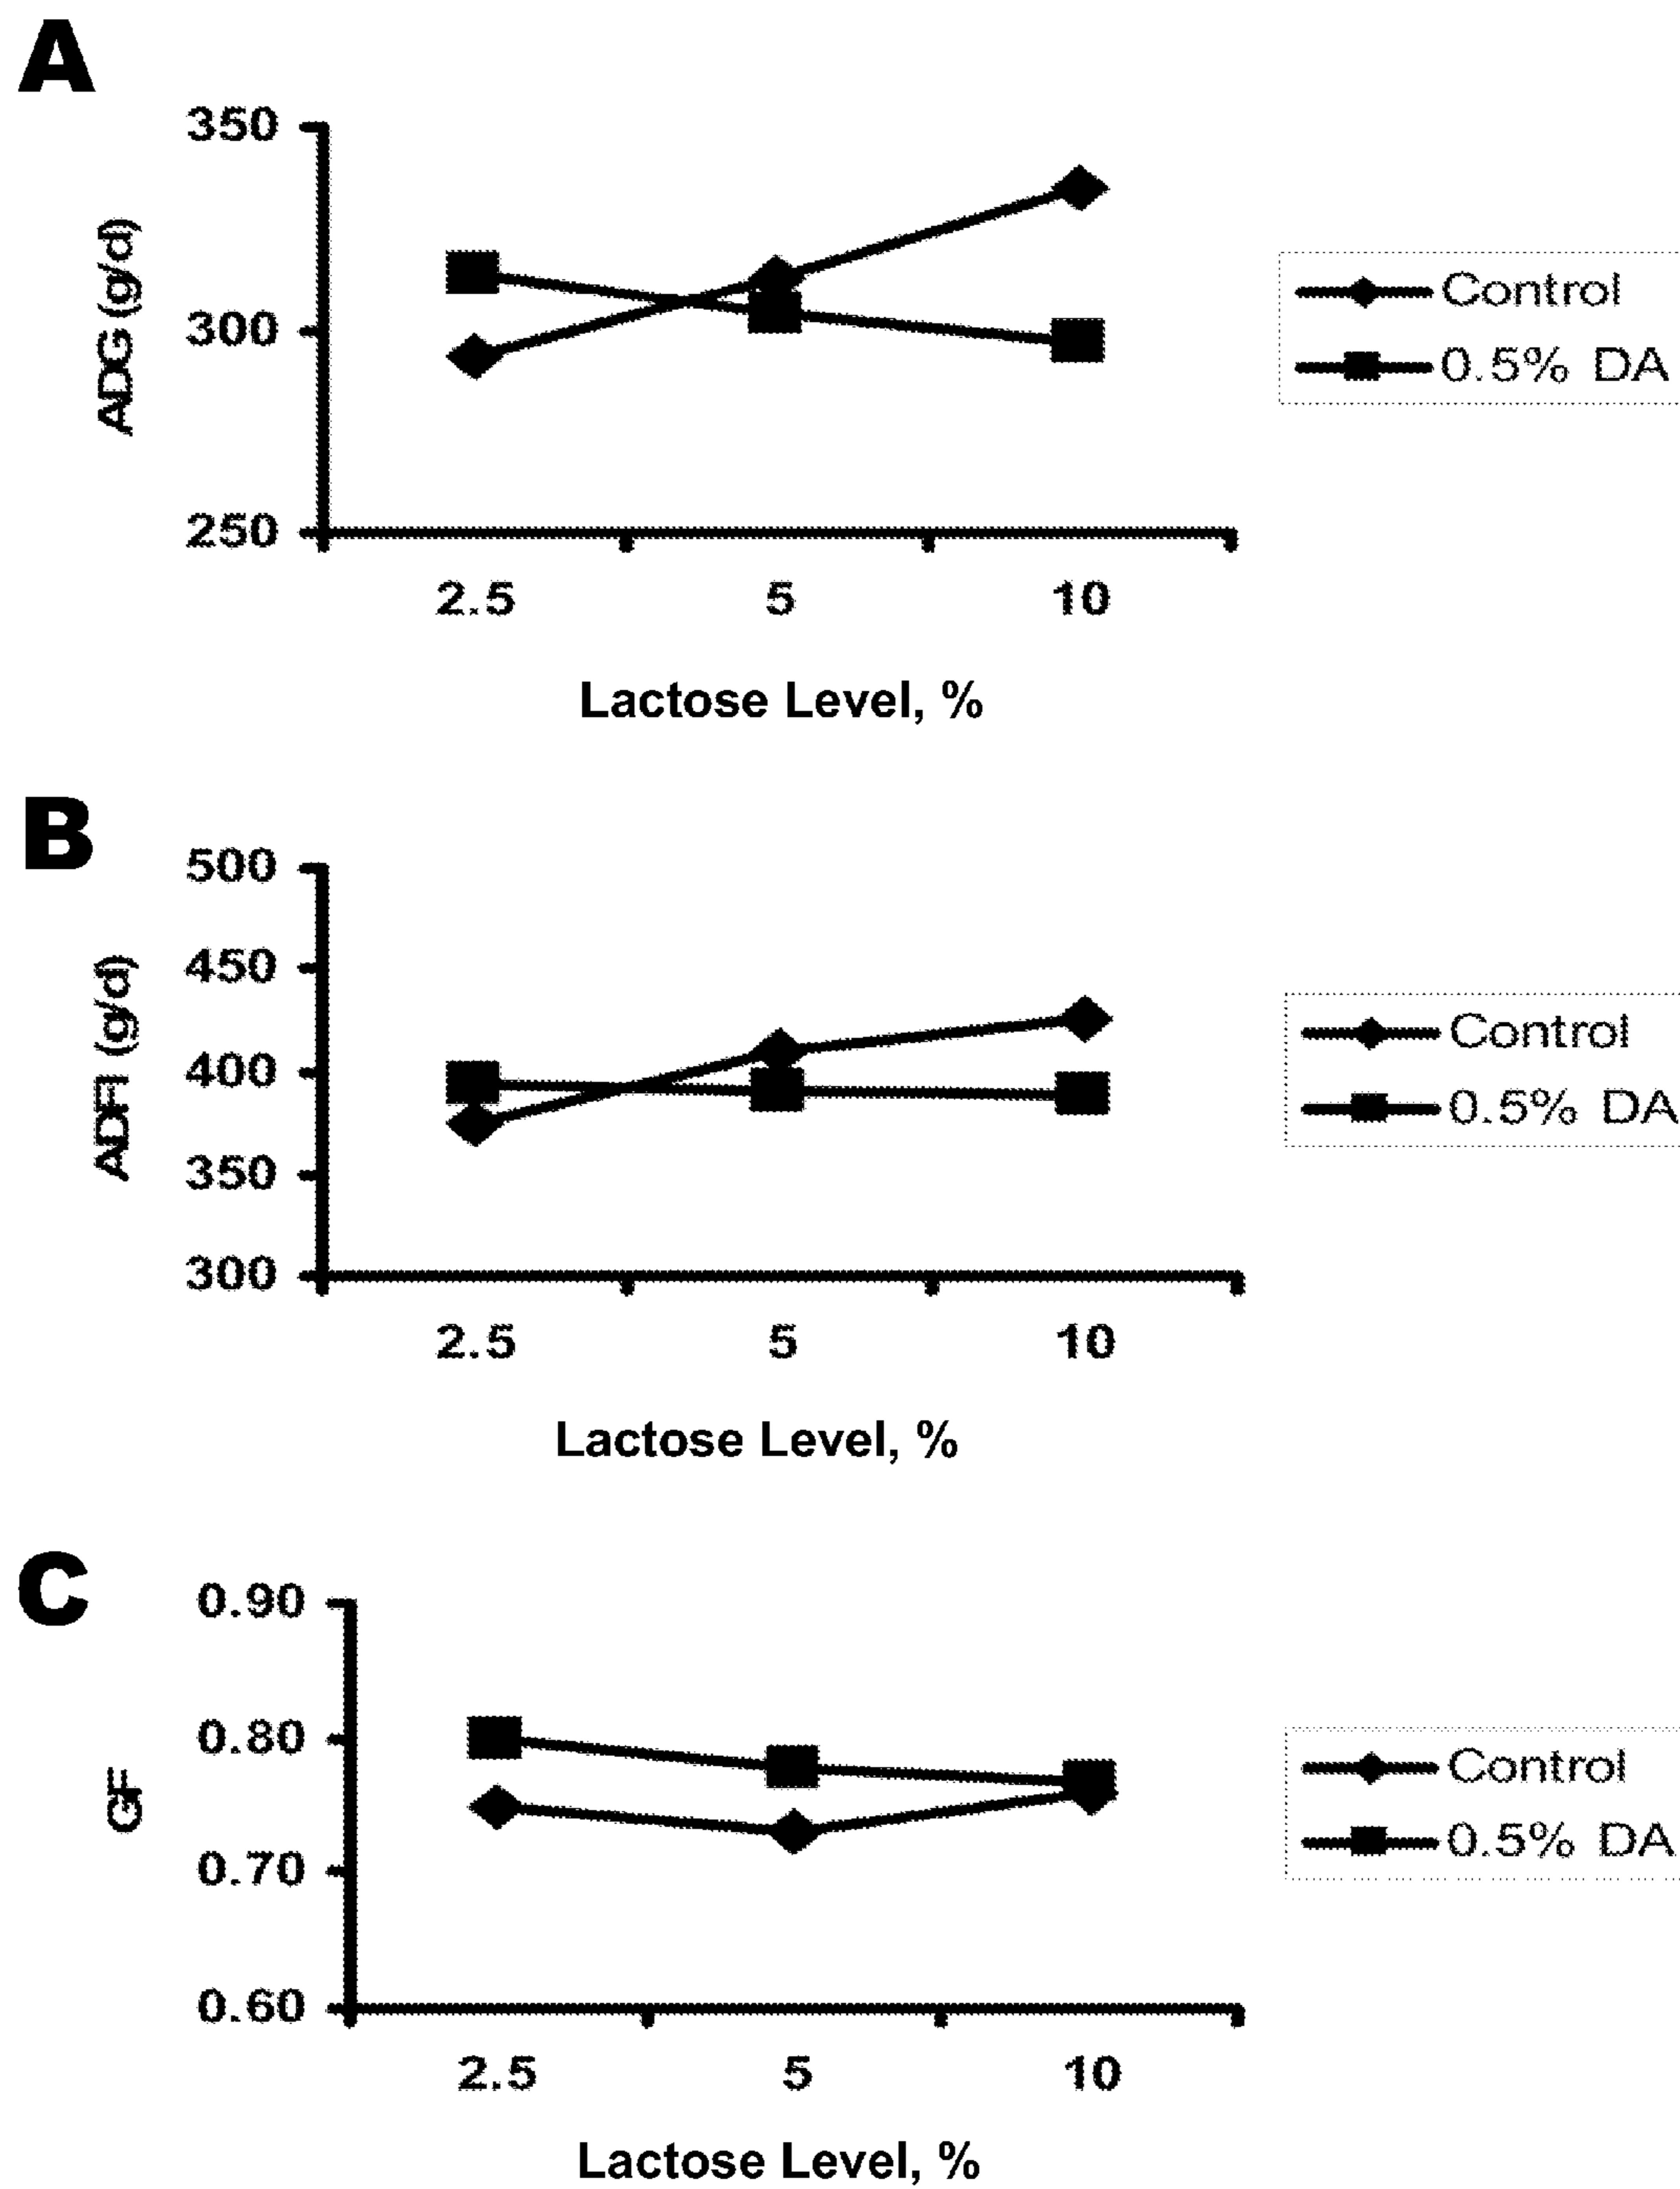 A
350
300
250
ADG (g/d)
2.5 5 10
Lactose Level, %
Control
0.5% DA
B
500
450
400
350
300
ADFI (g/d)
2.5 5 10
Lactose Level, %
Control
0.5% DA
C
0.90
0.80
0.70
0.60
G:F
2.5 5 10
Lactose Level, %
Control
0.5% DA